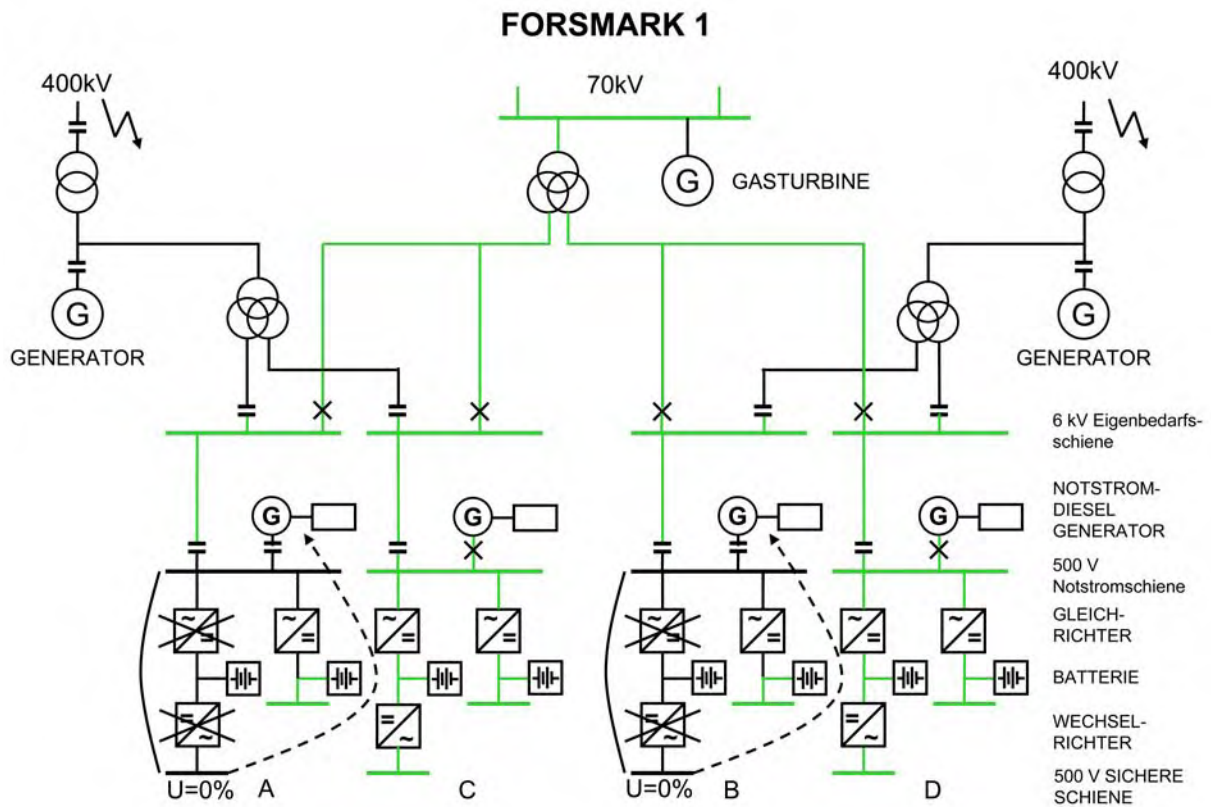 FORSMARK 1
400kV
70kV
400kV
G
GASTURBINE
G
GENERATOR
G
GENERATOR
6 kV Eigenbedarfs-
schiene
NOTSTROM-
DIESEL
GENERATOR
G
G
G
G
500 V
Notstromschiene
GLEICH-
RICHTER
BATTERIE
WECHSEL-
RICHTER
500 V SICHERE
SCHIENE
U=0%
A
C
U=0%
B
D